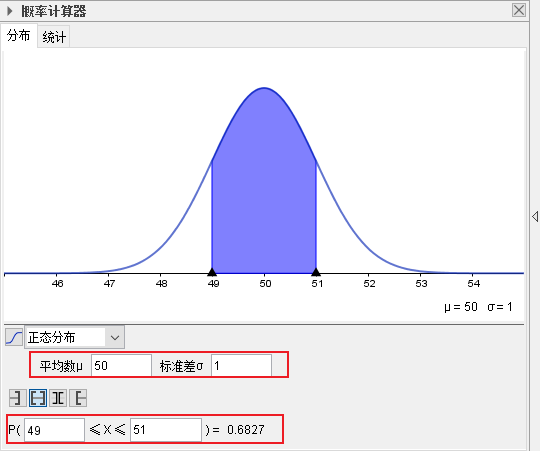 概率计算器
分布 统计
46 47 48 49 50 51 52 53 54
μ = 50 σ = 1
正态分布
平均数μ 50 标准差σ 1
P( 49 ≤ X ≤ 51 ) = 0.6827